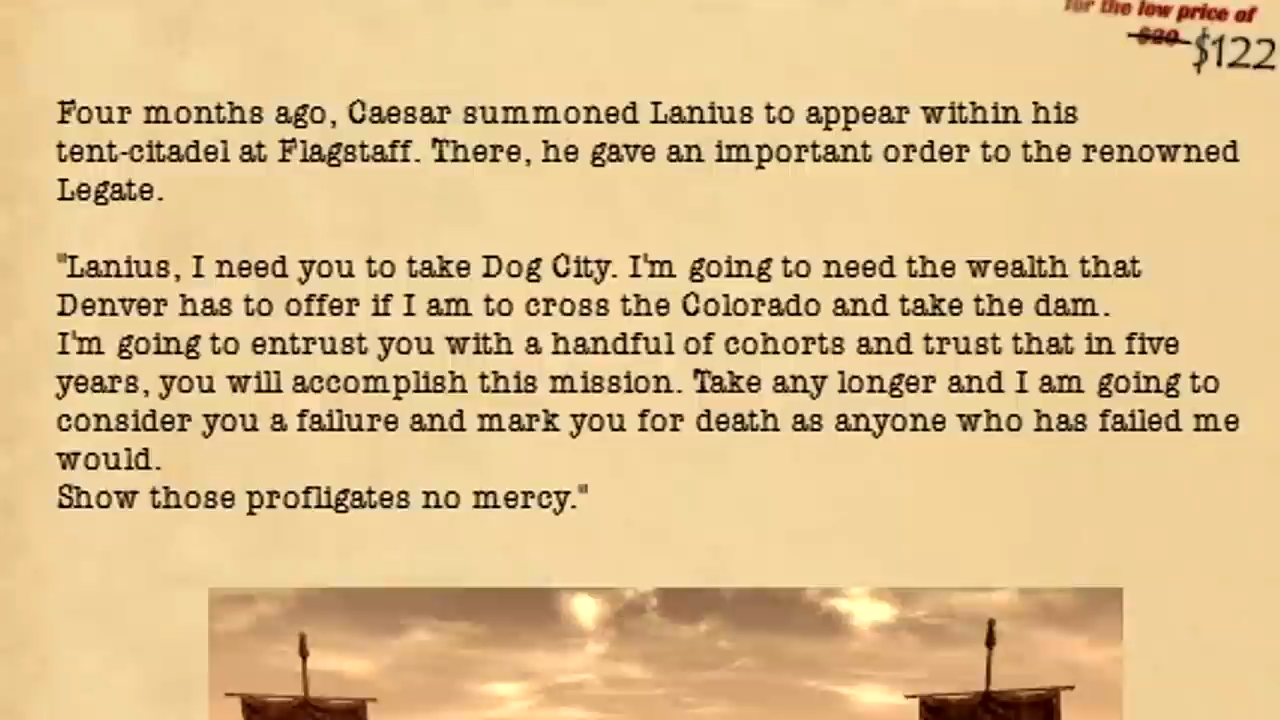 for the low price of
$20 $122
Four months ago, Caesar summoned Lanius to appear within his
tent-citadel at Flagstaff. There, he gave an important order to the renowned
Legate.
"Lanius, I need you to take Dog City. I'm going to need the wealth that
Denver has to offer if I am to cross the Colorado and take the dam.
I'm going to entrust you with a handful of cohorts and trust that in five
years, you will accomplish this mission. Take any longer and I am going to
consider you a failure and mark you for death as anyone who has failed me
would.
Show those profligates no mercy."